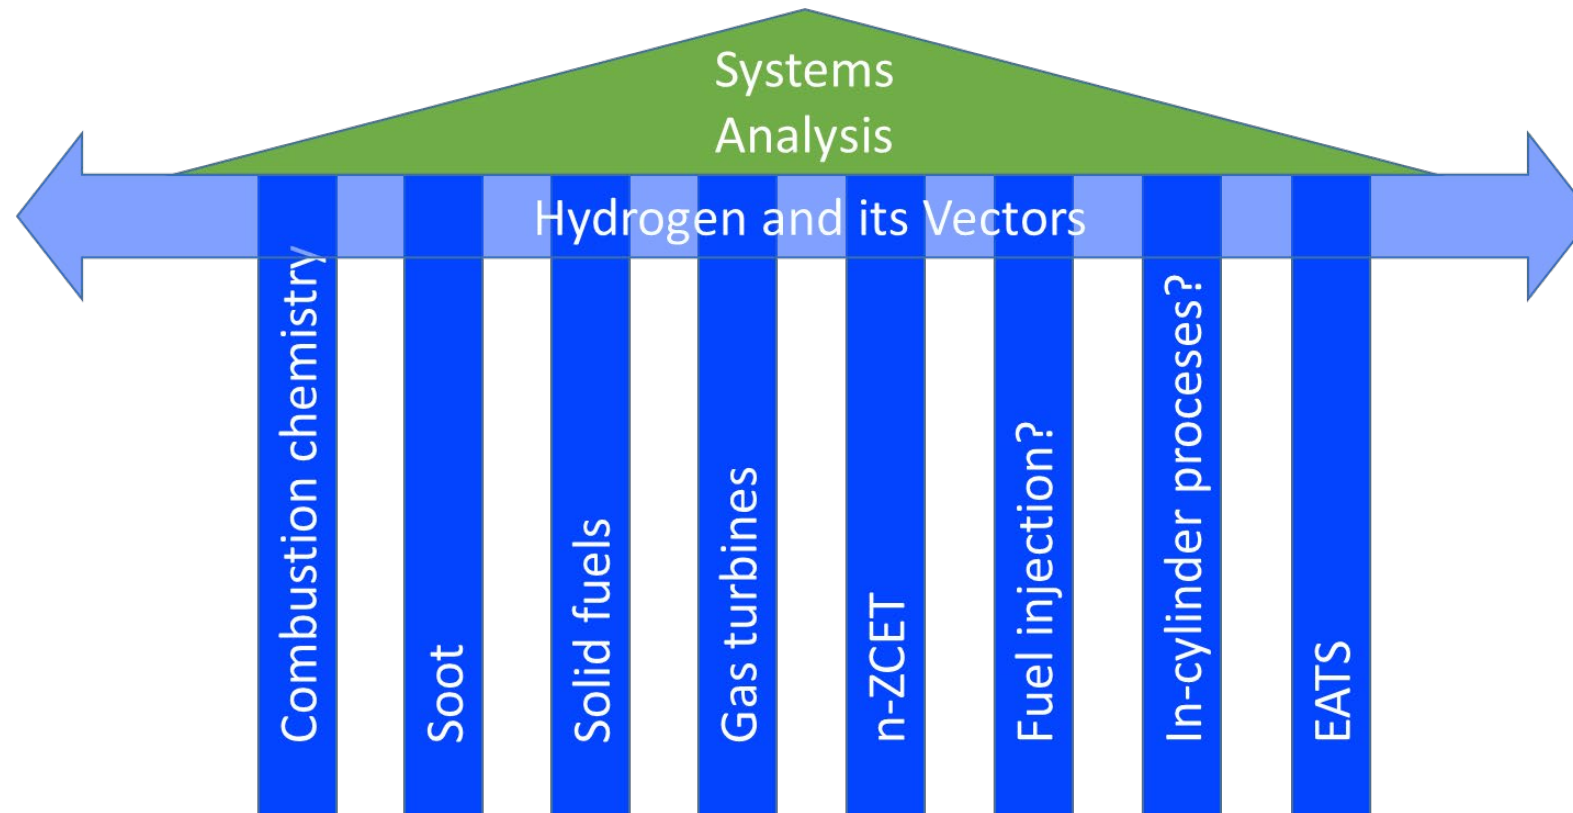 Systems
Analysis
Hydrogen and its Vectors
Combustion chemistry
Soot
Solid fuels
Gas turbines
n-ZCET
Fuel injection?
In-cylinder proceses?
EATS